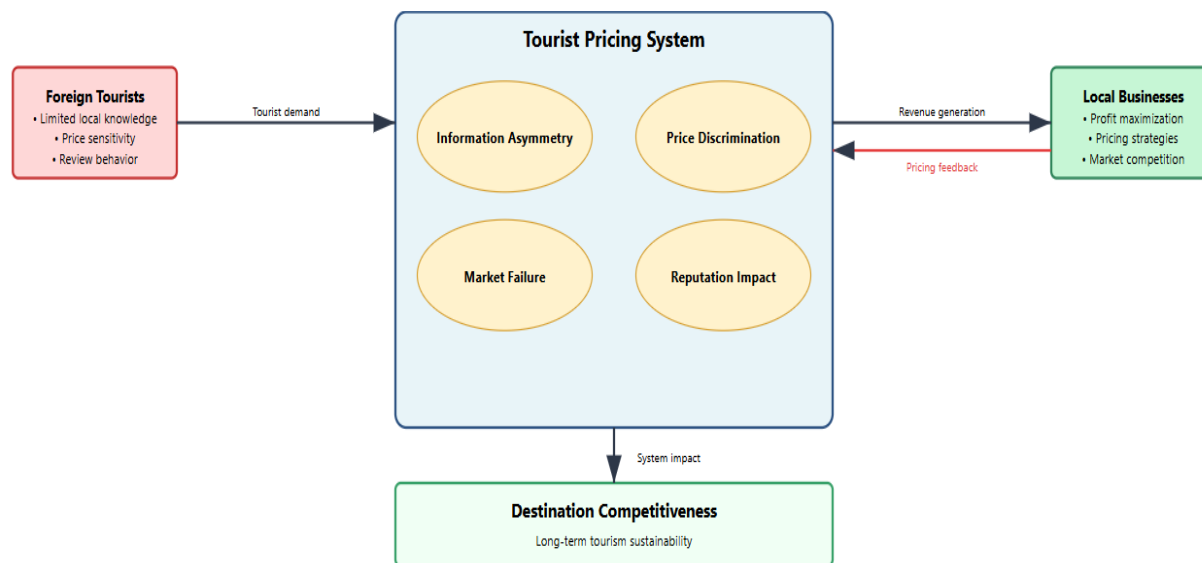 Tourist Pricing System
Foreign Tourists
• Limited local knowledge
• Price sensitivity
• Review behavior
Tourist demand
Information Asymmetry
Price Discrimination
Market Failure
Reputation Impact
Revenue generation
Pricing feedback
Local Businesses
• Profit maximization
• Pricing strategies
• Market competition
System impact
Destination Competitiveness
Long-term tourism sustainability